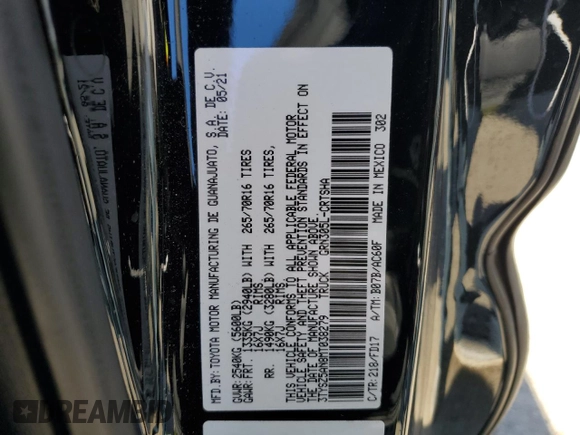 MFD.BY: TOYOTA MOTOR MANUFACTURING DE GUANAJUATO, S.A. DE C.V.
DATE: 05/21
GVWR: 2540KG (5600LB)
GAWR: FRT. 1335KG (2940LB) WITH 265/70R16 TIRES
16X7J RIMS
RR. 1490KG (3280LB) WITH 265/70R16 TIRES,
16X7J RIMS
THIS VEHICLE CONFORMS TO ALL APPLICABLE FEDERAL MOTOR
VEHICLE SAFETY AND THEFT PREVENTION STANDARDS IN EFFECT ON
THE DATE OF MANUFACTURE SHOWN ABOVE.
3TYSZ5AN8MT038279 TRUCK GRN305L-CRTSHA
C/TR: 218/FD17 A/TM: B07B/AC60F MADE IN MEXICO 302
AUTOBIDCARS